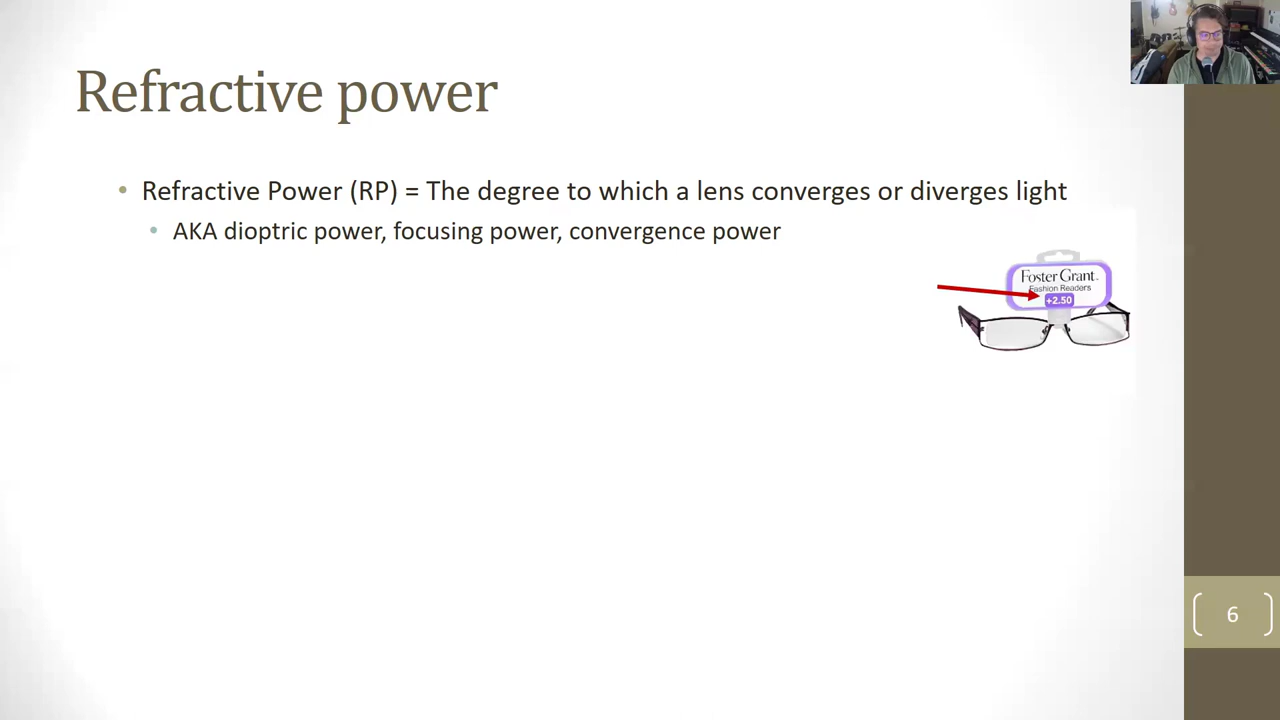 Refractive power
• Refractive Power (RP) = The degree to which a lens converges or diverges light
• AKA dioptric power, focusing power, convergence power
Foster Grant.
Fashion Readers
+2.50
6